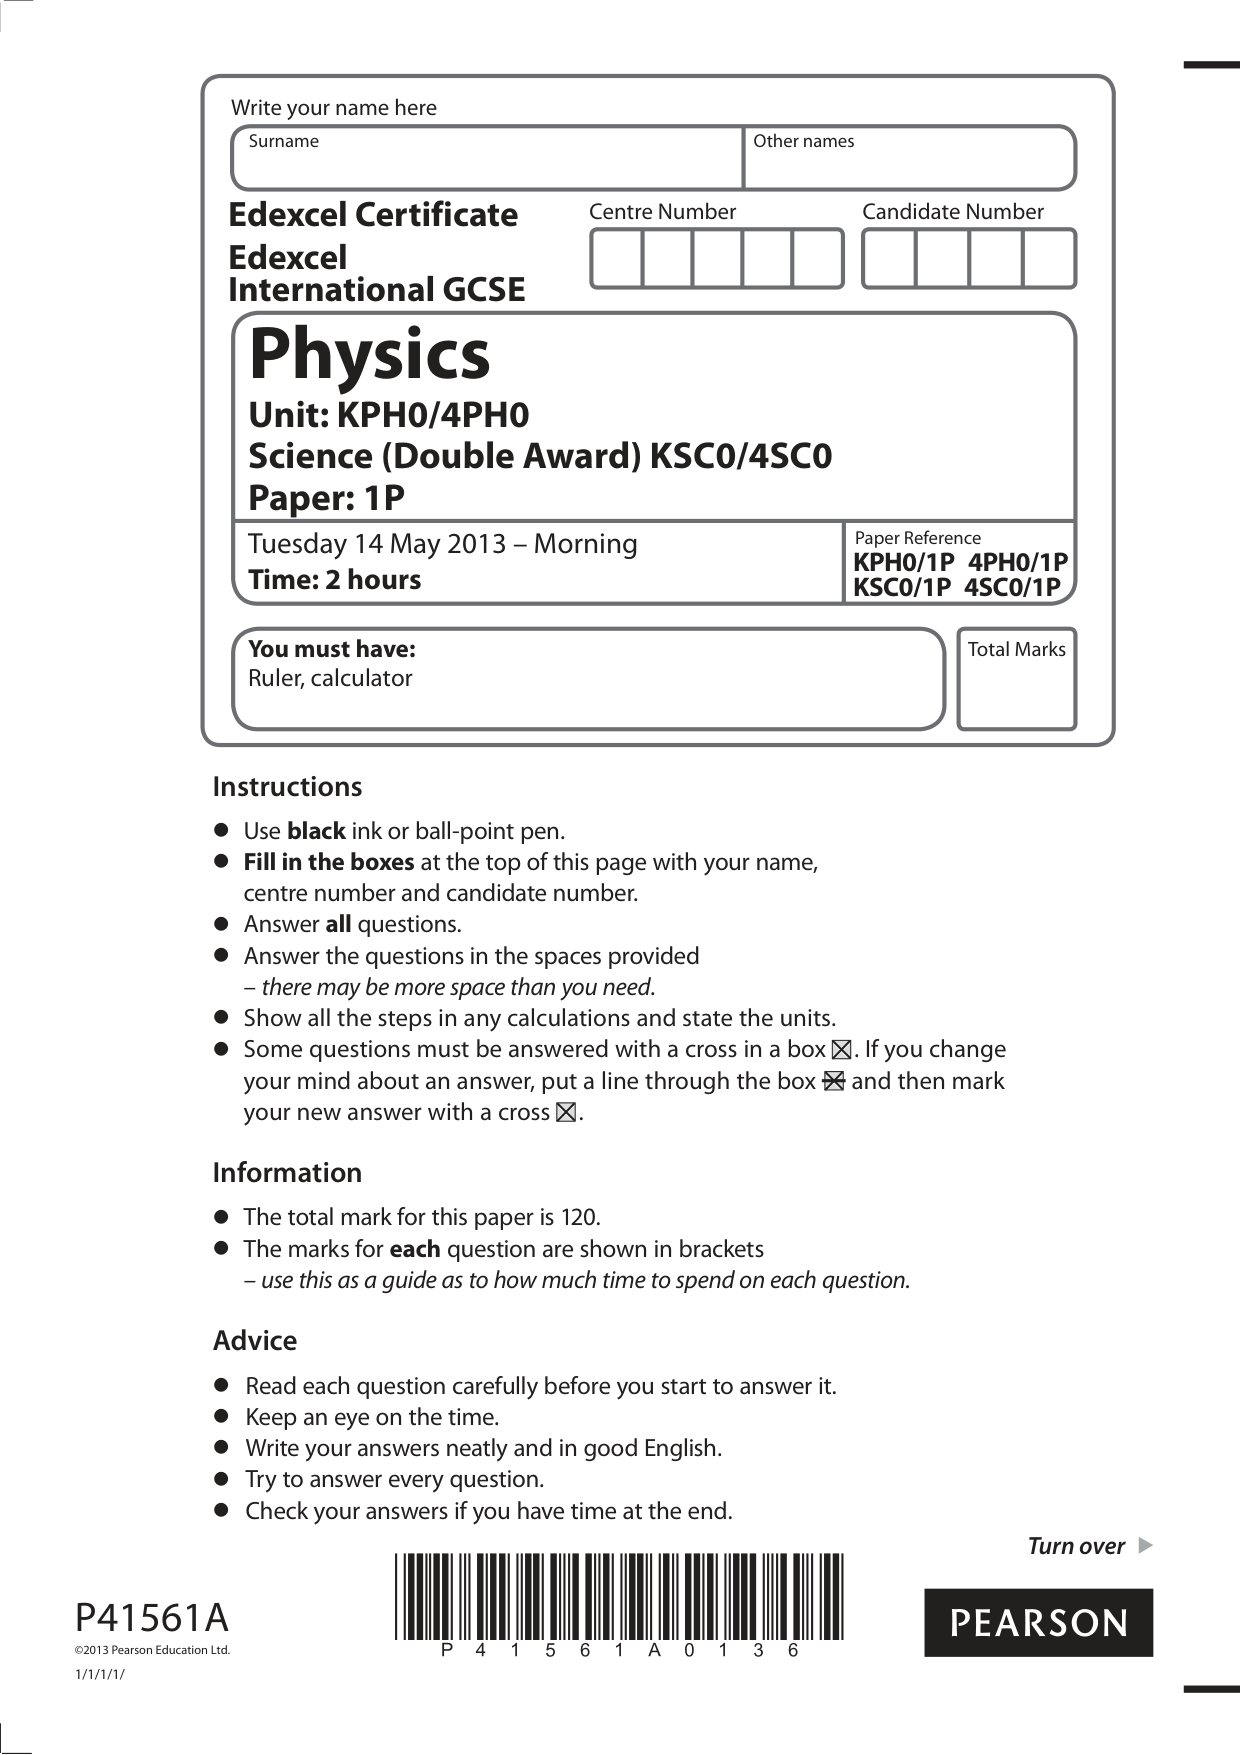 Write your name here
Surname
Other names
Edexcel Certificate
Edexcel
International GCSE
Centre Number
Candidate Number
Physics
Unit: KPH0/4PH0
Science (Double Award) KSC0/4SC0
Paper: 1P
Tuesday 14 May 2013 – Morning
Time: 2 hours
Paper Reference
KPH0/1P 4PH0/1P
KSC0/1P 4SC0/1P
You must have:
Ruler, calculator
Total Marks
Instructions
● Use black ink or ball-point pen.
● Fill in the boxes at the top of this page with your name,
centre number and candidate number.
● Answer all questions.
● Answer the questions in the spaces provided
– there may be more space than you need.
● Show all the steps in any calculations and state the units.
● Some questions must be answered with a cross in a box ☒. If you change
your mind about an answer, put a line through the box ☒ and then mark
your new answer with a cross ☒.
Information
● The total mark for this paper is 120.
● The marks for each question are shown in brackets
– use this as a guide as to how much time to spend on each question.
Advice
● Read each question carefully before you start to answer it.
● Keep an eye on the time.
● Write your answers neatly and in good English.
● Try to answer every question.
● Check your answers if you have time at the end.
Turn over
P41561A
©2013 Pearson Education Ltd.
1/1/1/1/
P41561A0136
PEARSON